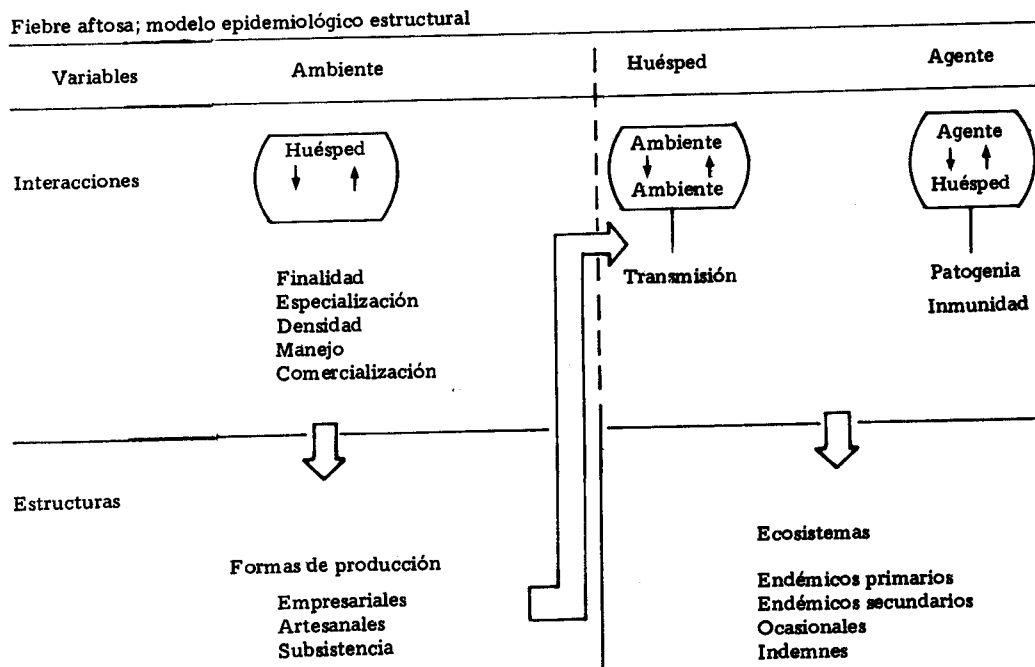 Fiebre aftosa; modelo epidemiológico estructural
Variables Ambiente Huésped Agente
Interacciones
Huésped
Ambiente
Ambiente
Agente
Huésped
Finalidad
Especialización
Densidad
Manejo
Comercialización
Transmisión
Patogenia
Inmunidad
Estructuras
Formas de producción
Empresariales
Artesanales
Subsistencia
Ecosistemas
Endémicos primarios
Endémicos secundarios
Ocasionales
Indemnes